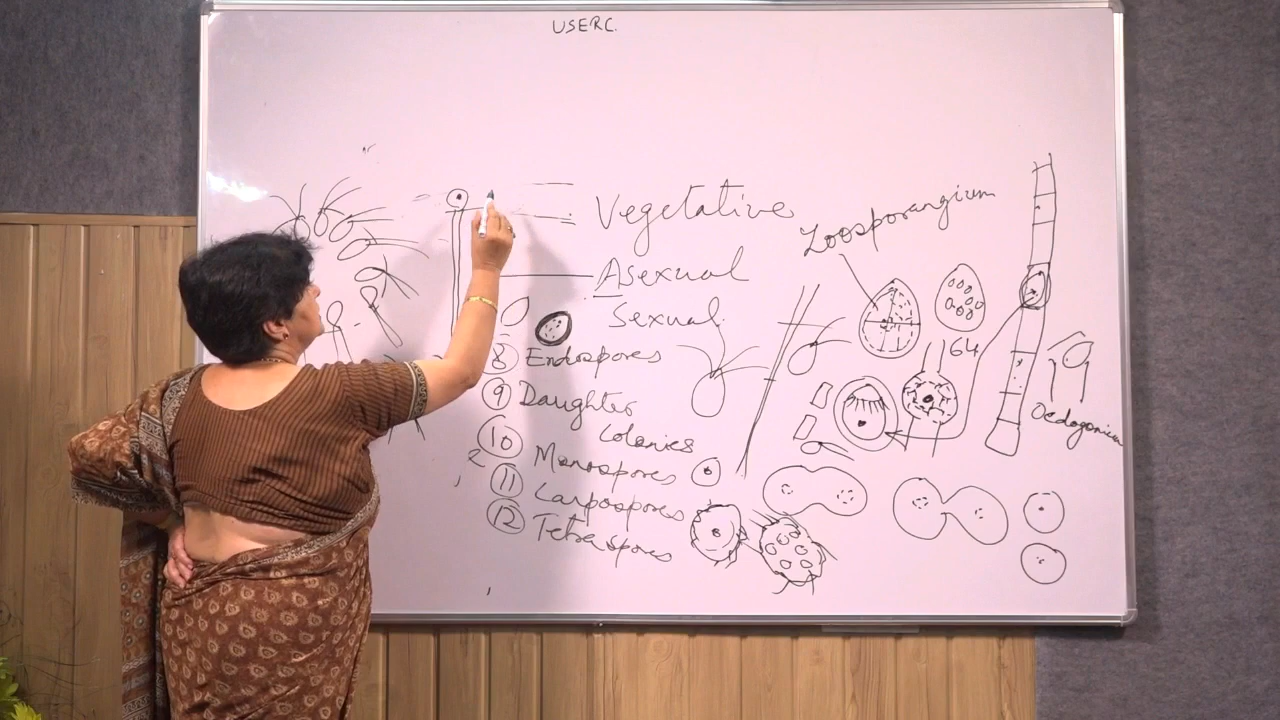 USERC.
Vegetative
Zoosporangium
Asexual
Sexual
64
8 Endospores
9 Daughter
Colonies
10 Monospores
11 Carpospores
12 Tetraspores
Oedogonium